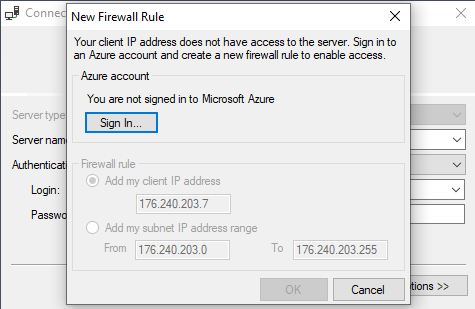 Connec
New Firewall Rule
Your client IP address does not have access to the server. Sign in to
an Azure account and create a new firewall rule to enable access.
Azure account
You are not signed in to Microsoft Azure
Sign In...
Server type
Server name
Authenticat
Login:
Passwo
Firewall rule
Add my client IP address
176.240.203.7
Add my subnet IP address range
From 176.240.203.0 To 176.240.203.255
OK Cancel
tions >>